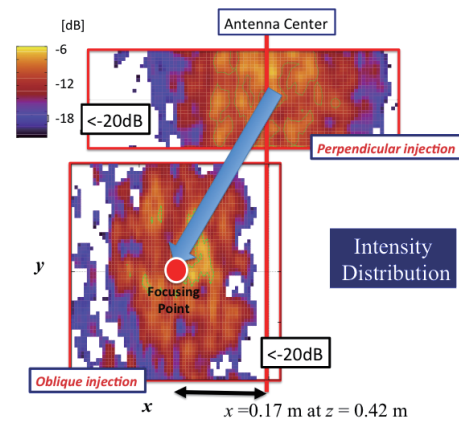 [dB]
-6
-12
-18
Antenna Center
<-20dB
Perpendicular injection
y
Focusing
Point
Intensity
Distribution
<-20dB
Oblique injection
x
x =0.17 m at z = 0.42 m